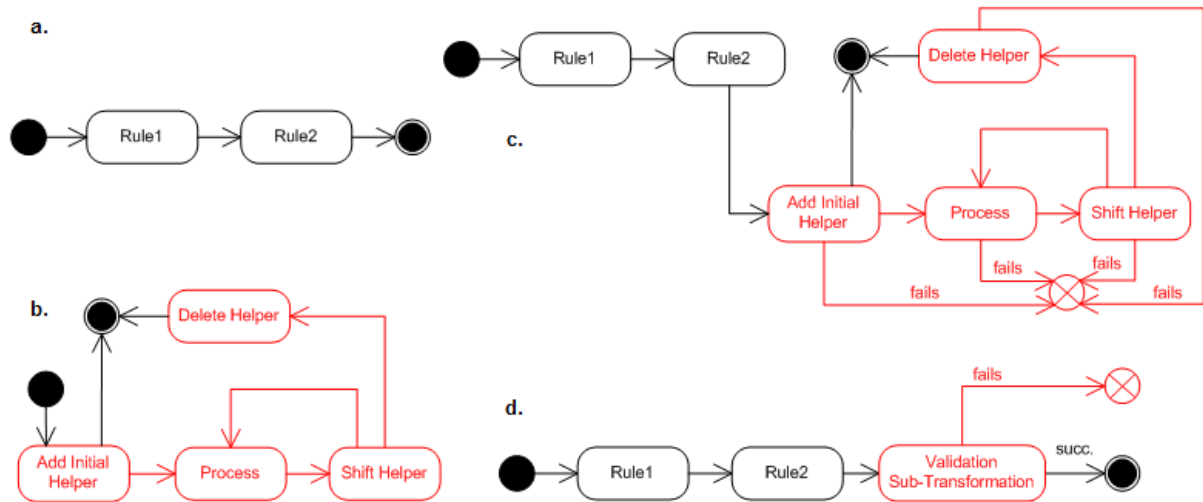 a.
Rule1
Rule2
c.
Rule1
Rule2
Delete Helper
Add Initial
Helper
Process
Shift Helper
fails
fails
fails
fails
b.
Delete Helper
Add Initial
Helper
Process
Shift Helper
d.
fails
Rule1
Rule2
Validation
Sub-Transformation
succ.